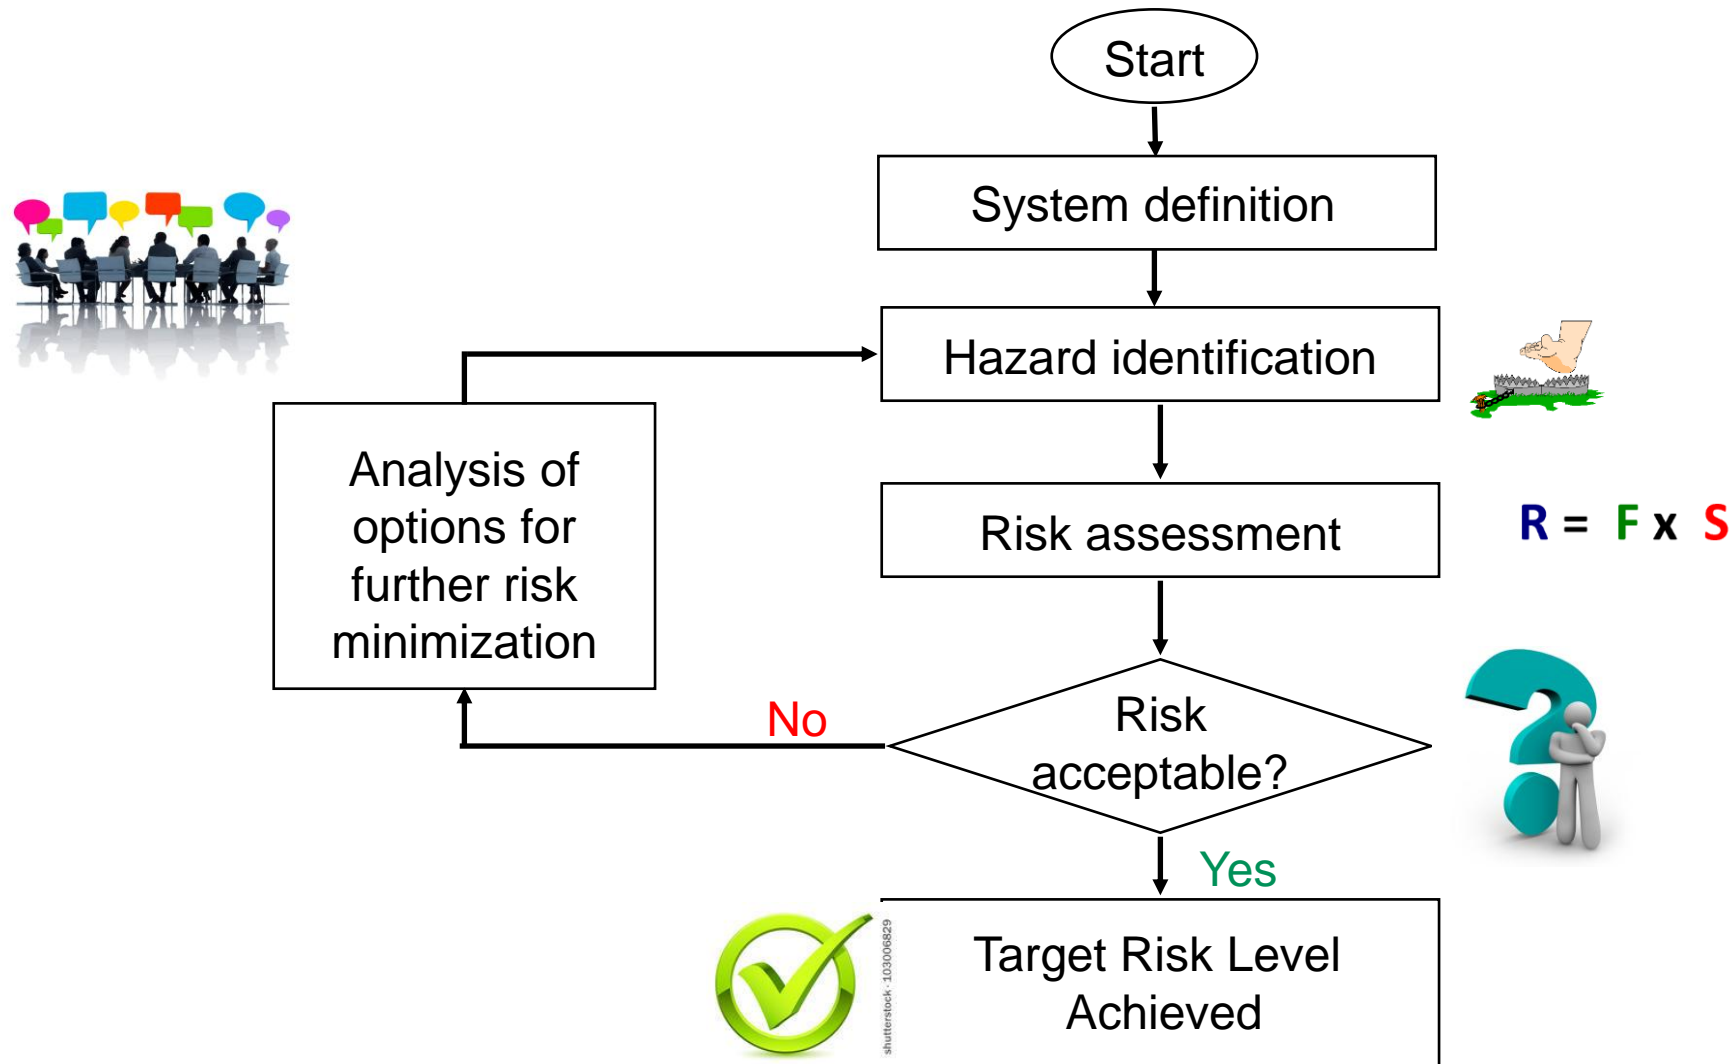 Start
System definition
Hazard identification
Analysis of
options for
further risk
minimization
Risk assessment
R = F x S
No
Risk
acceptable?
Yes
shutterstock · 103006829
Target Risk Level
Achieved